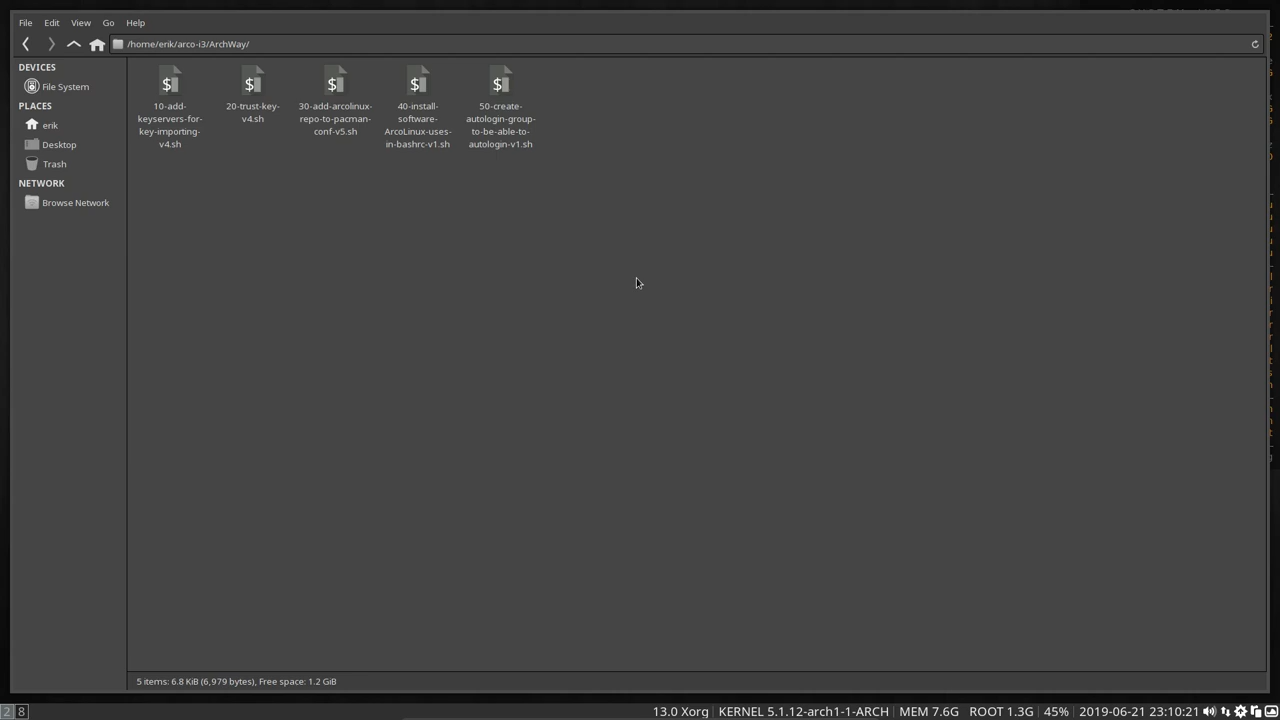 File Edit View Go Help
/home/erik/arco-i3/ArchWay/
DEVICES
File System
PLACES
erik
Desktop
Trash
NETWORK
Browse Network
10-add-
keyservers-for-
key-importing-
v4.sh
20-trust-key-
v4.sh
30-add-arcolinux-
repo-to-pacman-
conf-v5.sh
40-install-
software-
ArcoLinux-uses-
in-bashrc-v1.sh
50-create-
autologin-group-
to-be-able-to-
autologin-v1.sh
5 items: 6.8 KiB (6,979 bytes), Free space: 1.2 GiB
2 8 13.0 Xorg KERNEL 5.1.12-arch1-1-ARCH MEM 7.6G ROOT 1.3G 45% 2019-06-21 23:10:21